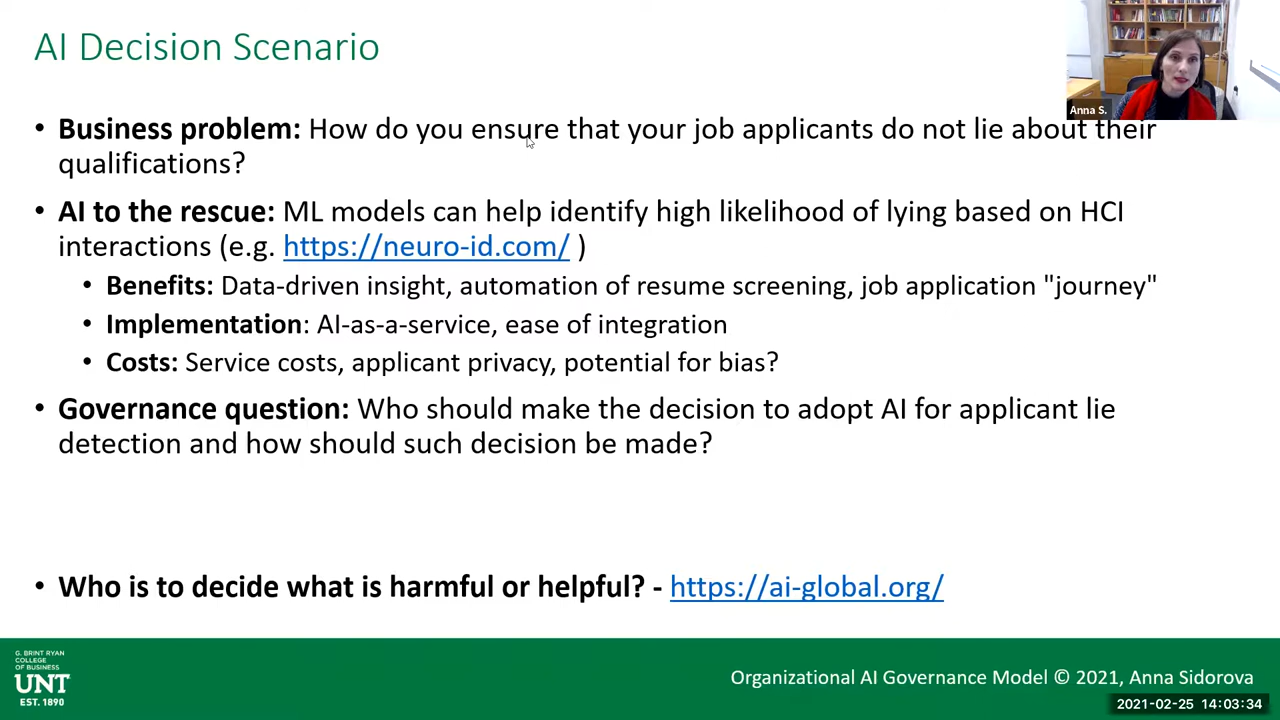 AI Decision Scenario
Anna S.
• Business problem: How do you ensure that your job applicants do not lie about their
qualifications?
• AI to the rescue: ML models can help identify high likelihood of lying based on HCI
interactions (e.g. https://neuro-id.com/ )
• Benefits: Data-driven insight, automation of resume screening, job application "journey"
• Implementation: AI-as-a-service, ease of integration
• Costs: Service costs, applicant privacy, potential for bias?
• Governance question: Who should make the decision to adopt AI for applicant lie
detection and how should such decision be made?
• Who is to decide what is harmful or helpful? - https://ai-global.org/
G. BRINT RYAN
COLLEGE
OF BUSINESS
UNT
EST. 1890
Organizational AI Governance Model © 2021, Anna Sidorova
2021-02-25 14:03:34